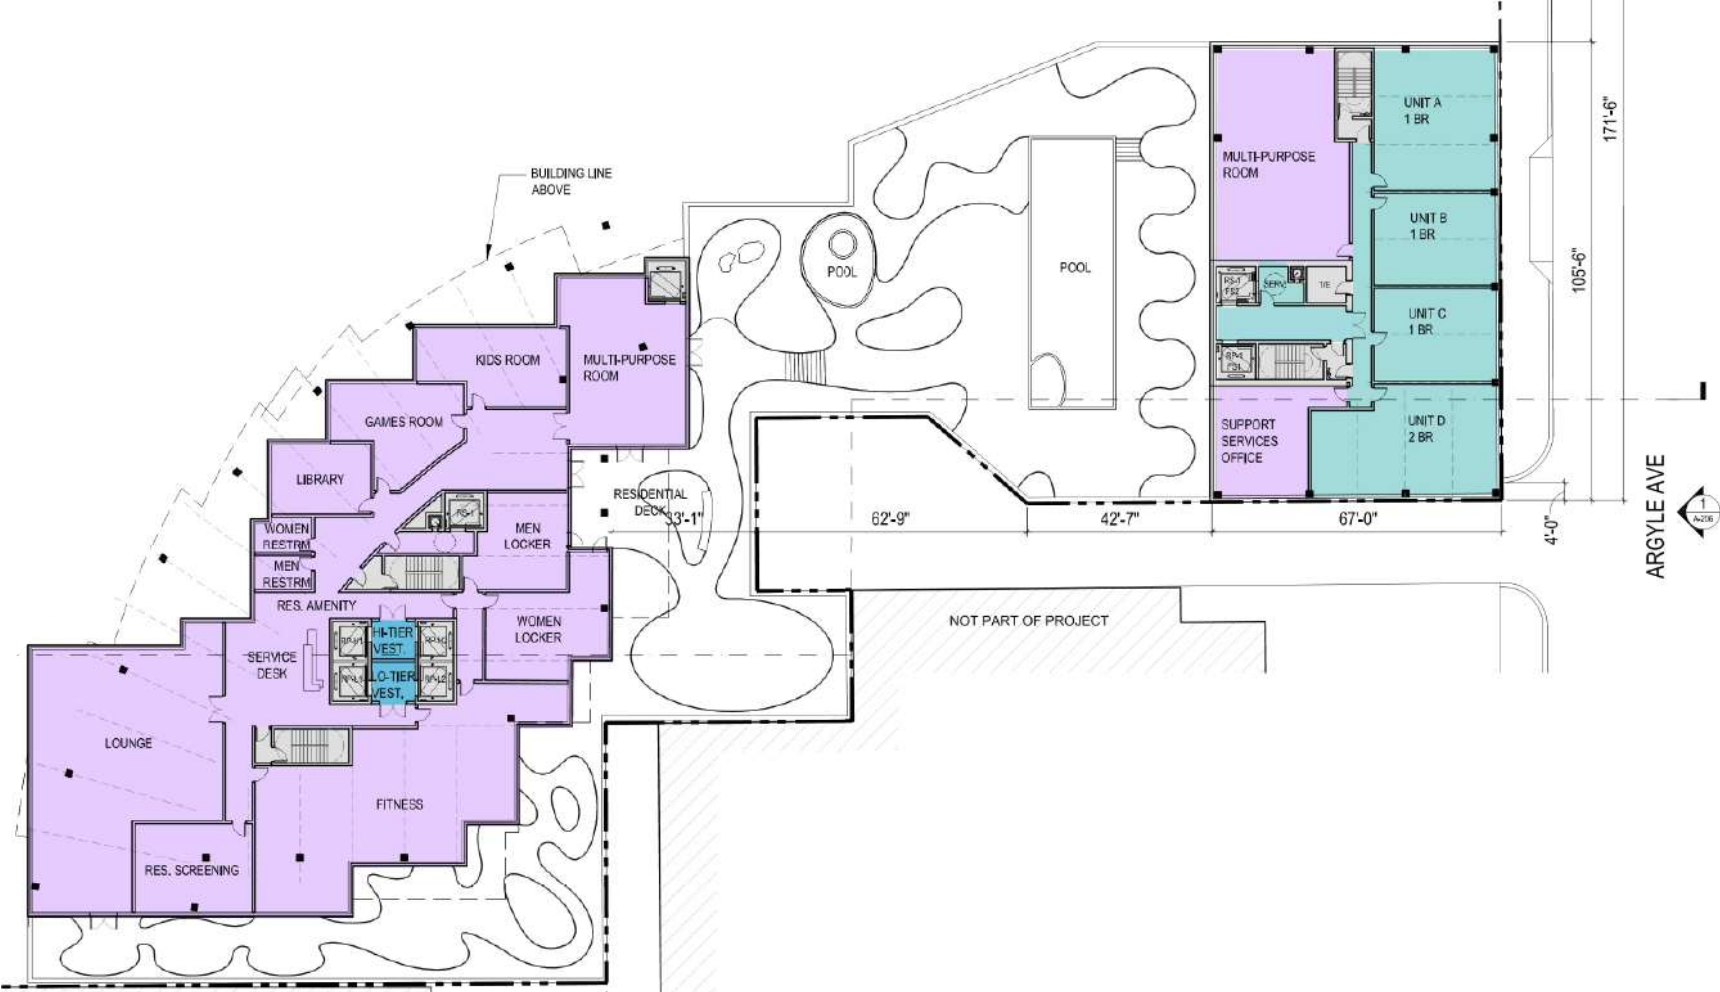 BUILDING LINE
ABOVE
171'-6"
105'-6"
UNIT A
1 BR
MULTI-PURPOSE
ROOM
UNIT B
1 BR
POOL
POOL
SERV.
T/E
UNIT C
1 BR
KIDS ROOM
MULTI-PURPOSE
ROOM
GAMES ROOM
UNIT D
2 BR
SUPPORT
SERVICES
OFFICE
LIBRARY
RESIDENTIAL
DECK
33'-1"
62'-9"
42'-7"
67'-0"
4'-0"
ARGYLE AVE
1
WOMEN
RESTRM
MEN
RESTRM
MEN
LOCKER
RES. AMENITY
WOMEN
LOCKER
NOT PART OF PROJECT
HI-TIER
VEST.
SERVICE
DESK
LO-TIER
VEST.
LOUNGE
FITNESS
RES. SCREENING